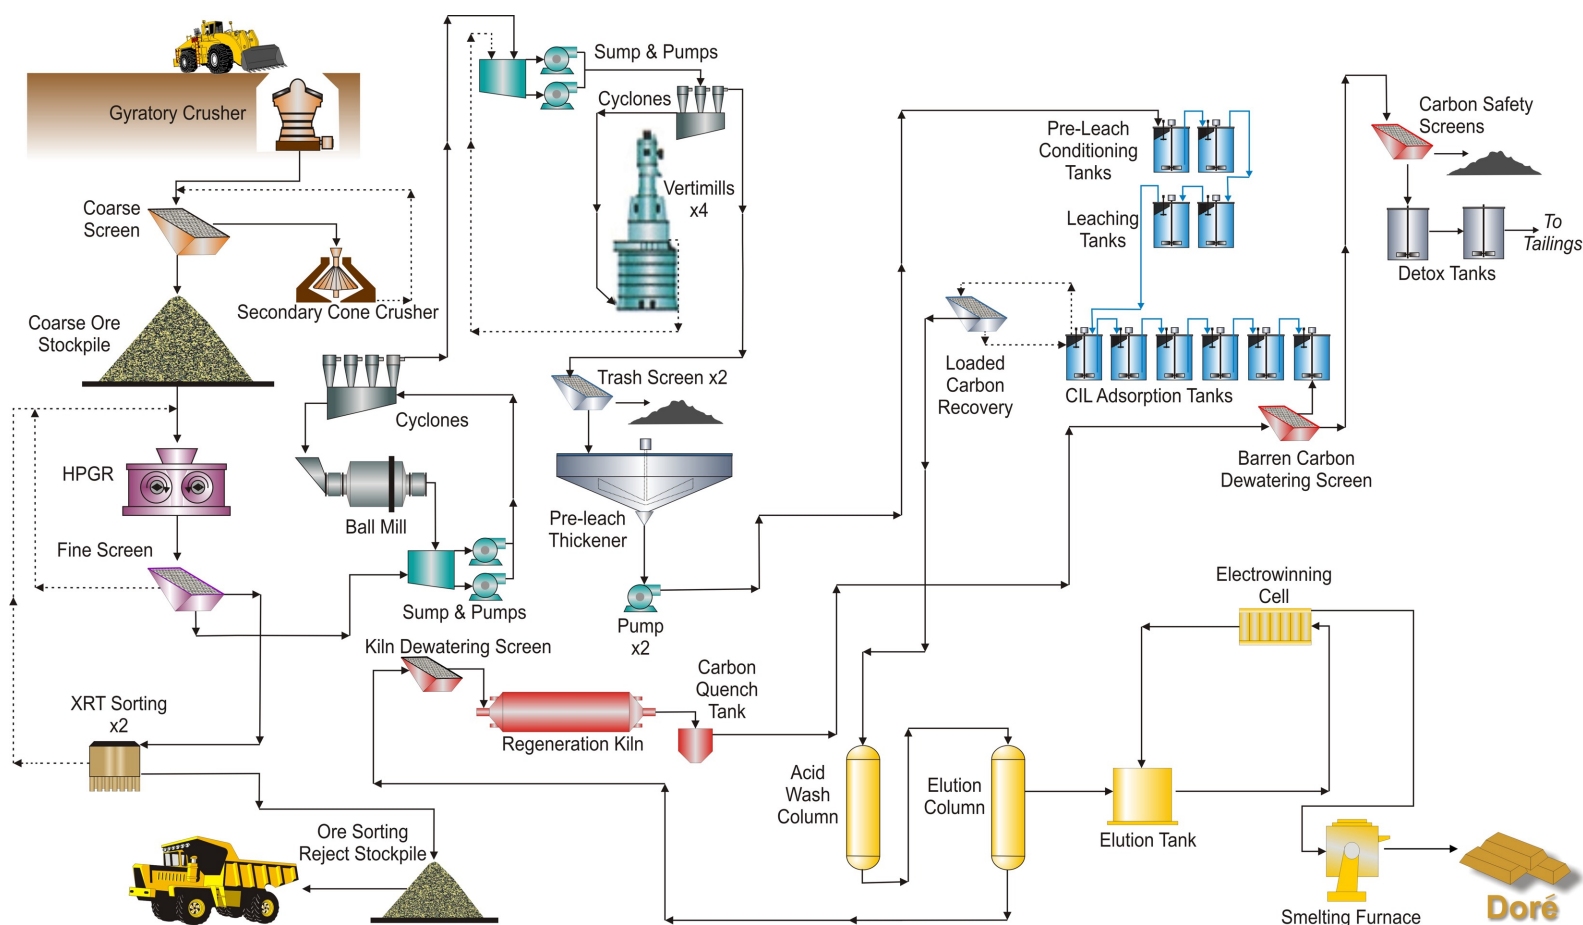 Gyratory Crusher
Coarse
Screen
Secondary Cone Crusher
Coarse Ore
Stockpile
HPGR
Fine Screen
XRT Sorting
x2
Ore Sorting
Reject Stockpile
Cyclones
Ball Mill
Sump & Pumps
Sump & Pumps
Cyclones
Vertimills
x4
Trash Screen x2
Pre-leach
Thickener
Pump
x2
Kiln Dewatering Screen
Regeneration Kiln
Carbon
Quench
Tank
Pre-Leach
Conditioning
Tanks
Leaching
Tanks
Loaded
Carbon
Recovery
CIL Adsorption Tanks
Barren Carbon
Dewatering Screen
Carbon Safety
Screens
Detox Tanks
To
Tailings
Acid
Wash
Column
Elution
Column
Elution Tank
Electrowinning
Cell
Smelting Furnace
Doré